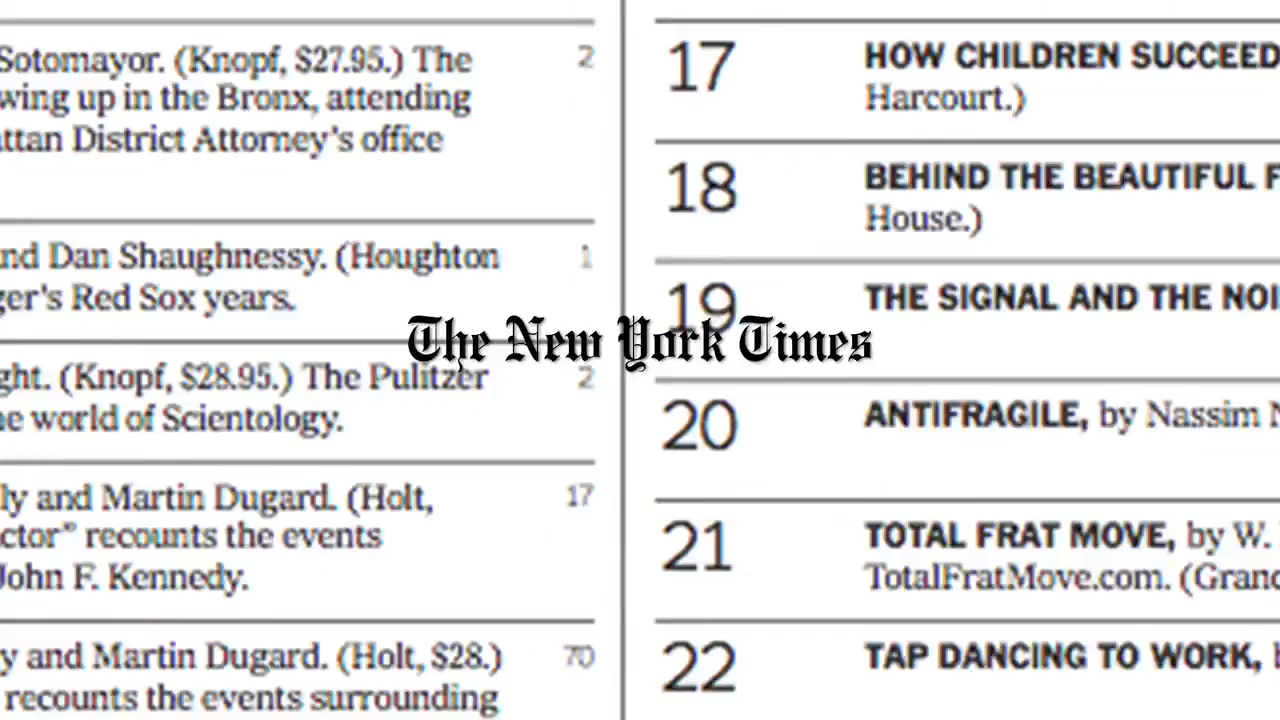 Sotomayor. (Knopf, $27.95.) The 2
wing up in the Bronx, attending
ttan District Attorney's office
nd Dan Shaughnessy. (Houghton 1
ger's Red Sox years.
ght. (Knopf, $28.95.) The Pulitzer 2
e world of Scientology.
ly and Martin Dugard. (Holt, 17
ctor” recounts the events
John F. Kennedy.
y and Martin Dugard. (Holt, $28.) 70
recounts the events surrounding
The New York Times
17 HOW CHILDREN SUCCEED
Harcourt.)
18 BEHIND THE BEAUTIFUL F
House.)
19 THE SIGNAL AND THE NOI
20 ANTIFRAGILE, by Nassim N
21 TOTAL FRAT MOVE, by W.
TotalFratMove.com. (Grand
22 TAP DANCING TO WORK, b